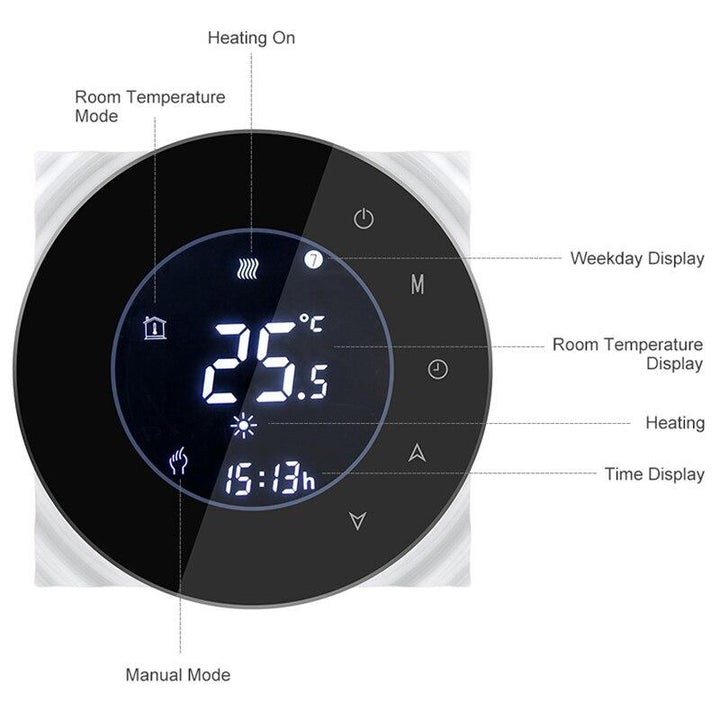 Heating On
Room Temperature
Mode
7
Weekday Display
M
°C
25.5
Room Temperature
Display
Heating
15:13h
Time Display
Manual Mode